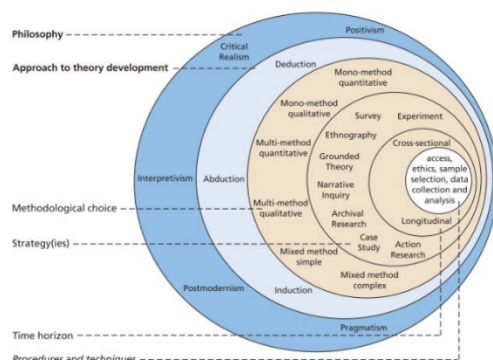 Philosophy
Positivism
Critical
Realism
Approach to theory development
Deduction
Mono-method
quantitative
Mono-method
qualitative
Survey
Experiment
Ethnography
Cross-sectional
Multi-method
quantitative
Grounded
Theory
access,
ethics, sample
selection, data
collection and
analysis
Interpretivism
Abduction
Narrative
Inquiry
Methodological choice
Multi-method
qualitative
Archival
Research
Longitudinal
Strategy(ies)
Case
Study
Action
Research
Mixed method
simple
Mixed method
complex
Postmodernism
Induction
Pragmatism
Time horizon
Procedures and techniques